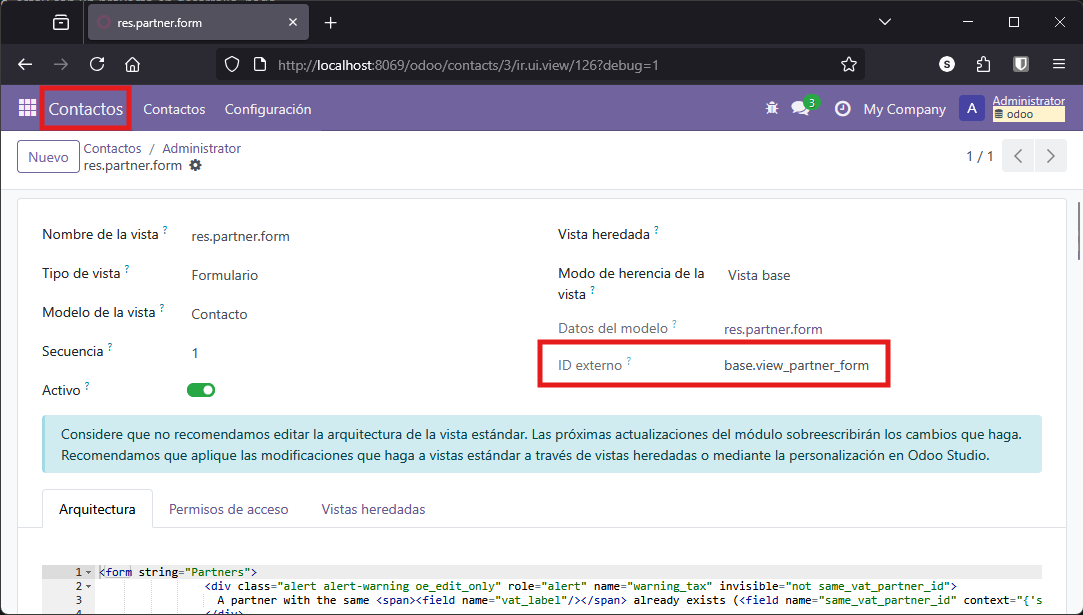 res.partner.form
http://localhost:8069/odoo/contacts/3/ir.ui.view/126?debug=1
S
Contactos Contactos Configuración 3 My Company A Administrator
odoo
Nuevo Contactos / Administrator
res.partner.form
1 / 1
Nombre de la vista ? res.partner.form
Vista heredada ?
Tipo de vista ? Formulario
Modo de herencia de la vista ? Vista base
Modelo de la vista ? Contacto
Datos del modelo ? res.partner.form
Secuencia ? 1
ID externo ? base.view_partner_form
Activo ?
Considere que no recomendamos editar la arquitectura de la vista estándar. Las próximas actualizaciones del módulo sobreescribirán los cambios que haga.
Recomendamos que aplique las modificaciones que haga a vistas estándar a través de vistas heredadas o mediante la personalización en Odoo Studio.
Arquitectura Permisos de acceso Vistas heredadas
1 <form string="Partners">
2 <div class="alert alert-warning oe_edit_only" role="alert" name="warning_tax" invisible="not same_vat_partner_id">
3 A partner with the same <span><field name="vat_label"/></span> already exists (<field name="same_vat_partner_id" context="{'s
4 </div>